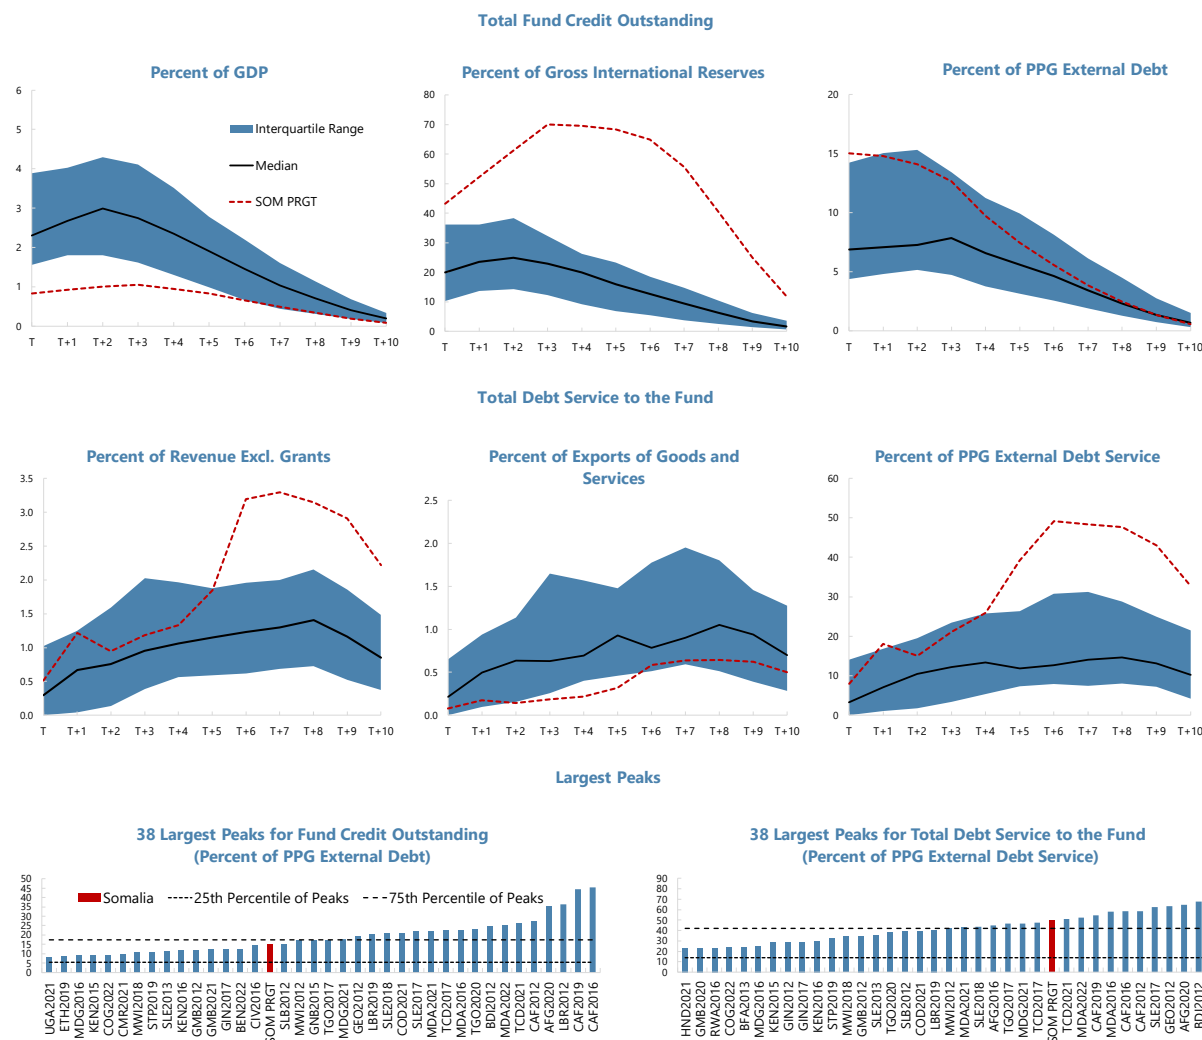 Total Fund Credit Outstanding
Percent of GDP
6
5
4
3
2
1
0
Interquartile Range
Median
SOM PRGT
T T+1 T+2 T+3 T+4 T+5 T+6 T+7 T+8 T+9 T+10
Percent of Gross International Reserves
80
70
60
50
40
30
20
10
0
T T+1 T+2 T+3 T+4 T+5 T+6 T+7 T+8 T+9 T+10
Percent of PPG External Debt
20
15
10
5
0
T T+1 T+2 T+3 T+4 T+5 T+6 T+7 T+8 T+9 T+10
Total Debt Service to the Fund
Percent of Revenue Excl. Grants
3.5
3.0
2.5
2.0
1.5
1.0
0.5
0.0
T T+1 T+2 T+3 T+4 T+5 T+6 T+7 T+8 T+9 T+10
Percent of Exports of Goods and
Services
2.5
2.0
1.5
1.0
0.5
0.0
T T+1 T+2 T+3 T+4 T+5 T+6 T+7 T+8 T+9 T+10
Percent of PPG External Debt Service
60
50
40
30
20
10
0
T T+1 T+2 T+3 T+4 T+5 T+6 T+7 T+8 T+9 T+10
Largest Peaks
38 Largest Peaks for Fund Credit Outstanding
(Percent of PPG External Debt)
50
45
40
35
30
25
20
15
10
5
0
Somalia
25th Percentile of Peaks
75th Percentile of Peaks
UGA2021
ETH2019
MDG2016
KEN2015
COG2022
CMR2021
MWI2018
STP2019
SLE2013
KEN2016
GMB2012
GMB2021
GIN2017
BEN2022
CIV2016
SOM PRGT
SLB2012
MWI2012
GNB2015
TGO2017
MDG2021
GEO2012
LBR2019
SLE2018
COD2021
SLE2021
MDA2021
TCD2017
MDA2016
TGO2020
BDI2012
MDA2022
TCD2021
CAF2012
AFG2020
LBR2012
CAF2019
CAF2016
38 Largest Peaks for Total Debt Service to the Fund
(Percent of PPG External Debt Service)
90
80
70
60
50
40
30
20
10
0
HND2021
GMB2020
RWA2016
COG2022
BFA2013
MDG2016
KEN2015
GIN2012
GIN2017
KEN2016
STP2019
MWI2018
GMB2012
SLE2013
TGO2020
SLB2012
COD2021
LBR2019
MWI2012
MDA2021
SLE2018
AFG2016
TGO2017
MDG2021
TCD2017
SOM PRGT
TCD2021
MDA2022
CAF2019
MDA2016
CAF2022
CAF2012
SLE2017
GEO2012
AFG2020
BDI2012